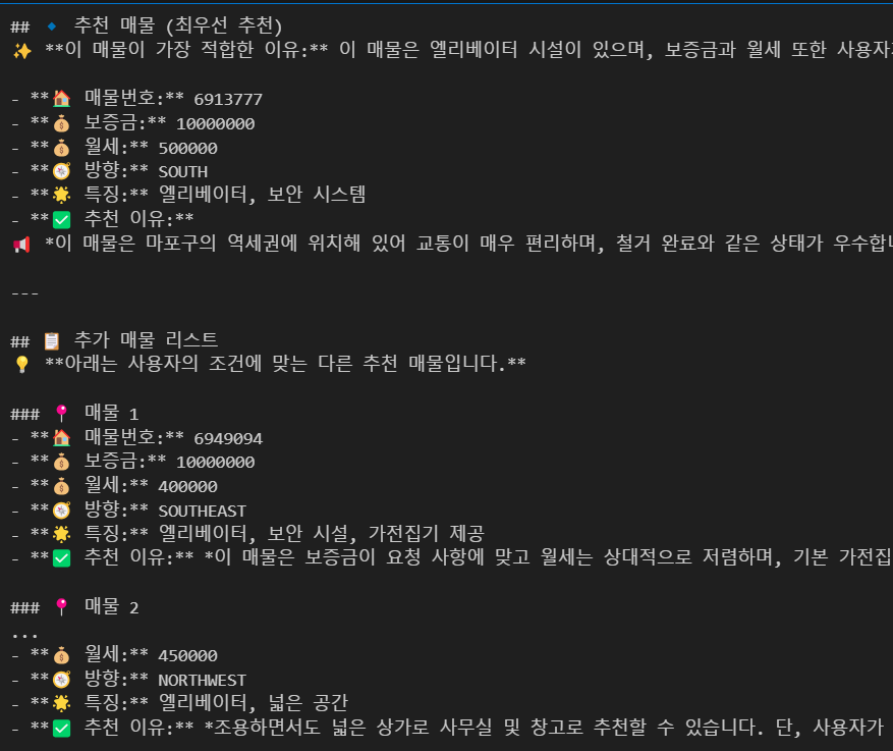 ## 🔹 추천 매물 (최우선 추천)
✨ **이 매물이 가장 적합한 이유:** 이 매물은 엘리베이터 시설이 있으며, 보증금과 월세 또한 사용자
- **🏠 매물번호:** 6913777
- **💰 보증금:** 10000000
- **💰 월세:** 500000
- **🧭 방향:** SOUTH
- **🌟 특징:** 엘리베이터, 보안 시스템
- **✅ 추천 이유:**
📢 *이 매물은 마포구의 역세권에 위치해 있어 교통이 매우 편리하며, 철거 완료와 같은 상태가 우수합
---
## 📋 추가 매물 리스트
💡 **아래는 사용자의 조건에 맞는 다른 추천 매물입니다.**
### 📍 매물 1
- **🏠 매물번호:** 6949094
- **💰 보증금:** 10000000
- **💰 월세:** 400000
- **🧭 방향:** SOUTHEAST
- **🌟 특징:** 엘리베이터, 보안 시설, 가전집기 제공
- **✅ 추천 이유:** *이 매물은 보증금이 요청 사항에 맞고 월세는 상대적으로 저렴하며, 기본 가전집
### 📍 매물 2
...
- **💰 월세:** 450000
- **🧭 방향:** NORTHWEST
- **🌟 특징:** 엘리베이터, 넓은 공간
- **✅ 추천 이유:** *조용하면서도 넓은 상가로 사무실 및 창고로 추천할 수 있습니다. 단, 사용자가